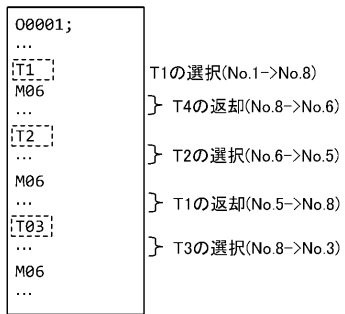 O0001;
...
T1 T1の選択(No.1->No.8)
M06
... T4の返却(No.8->No.6)
T2
... T2の選択(No.6->No.5)
M06
... T1の返却(No.5->No.8)
T03
... T3の選択(No.8->No.3)
M06
...